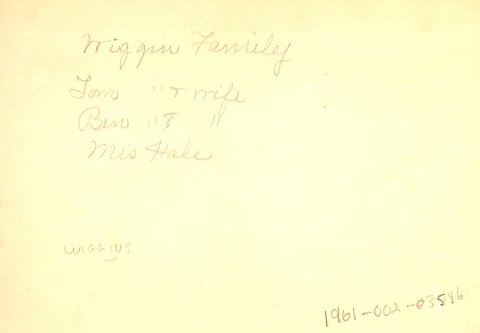 Wiggin Family
Tom " & wife
Ben " & "
Mrs Hale
WIGGINS
1961-002-03546